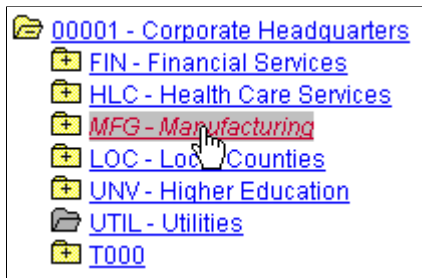 00001 - Corporate Headquarters
FIN - Financial Services
HLC - Health Care Services
MFG - Manufacturing
LOC - Local Counties
UNV - Higher Education
UTIL - Utilities
T000